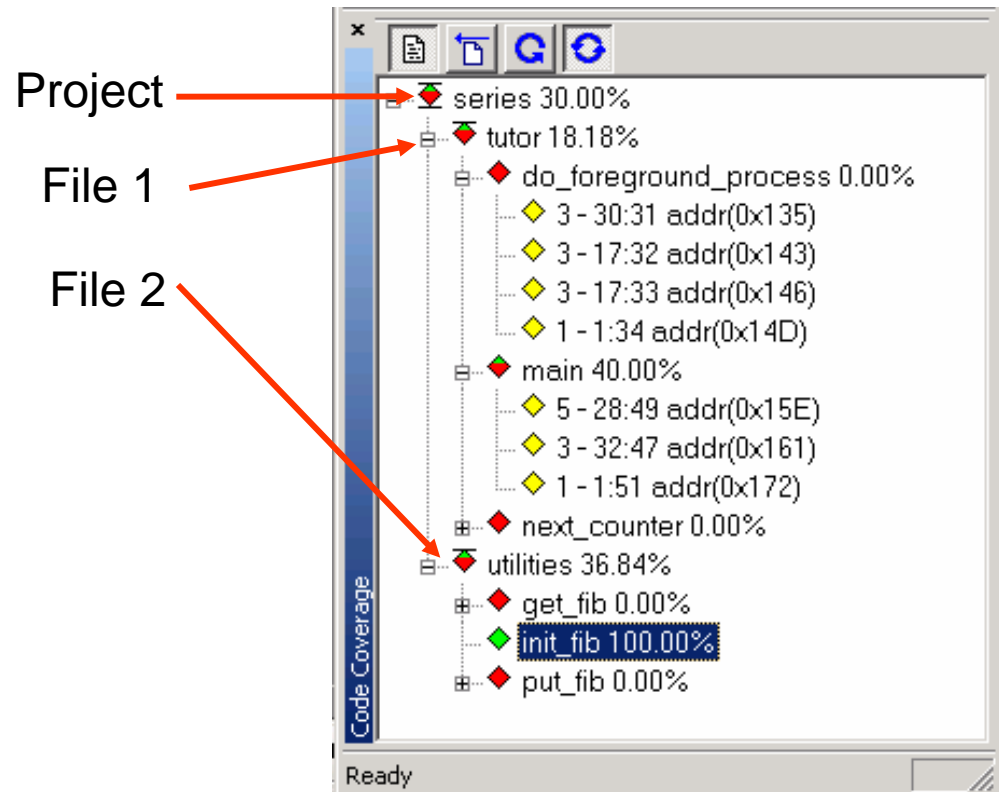 Project
File 1
File 2
Code Coverage
series 30.00%
tutor 18.18%
do_foreground_process 0.00%
3 - 30:31 addr(0x135)
3 - 17:32 addr(0x143)
3 - 17:33 addr(0x146)
1 - 1:34 addr(0x14D)
main 40.00%
5 - 28:49 addr(0x15E)
3 - 32:47 addr(0x161)
1 - 1:51 addr(0x172)
next_counter 0.00%
utilities 36.84%
get_fib 0.00%
init_fib 100.00%
put_fib 0.00%
Ready